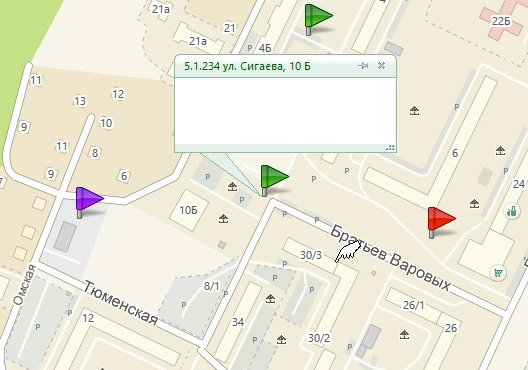 21а
21а
4Б
22Б
5.1.234 ул. Сигаева, 10 Б
11
12
13
11
10
11
8
9
9
6
6
24
10Б
P
P
P
P
P
Братьев Варовых
30/3
Омская
Тюменская
8/1
P
P
26/1
26
12
34
30/2
P
P
P